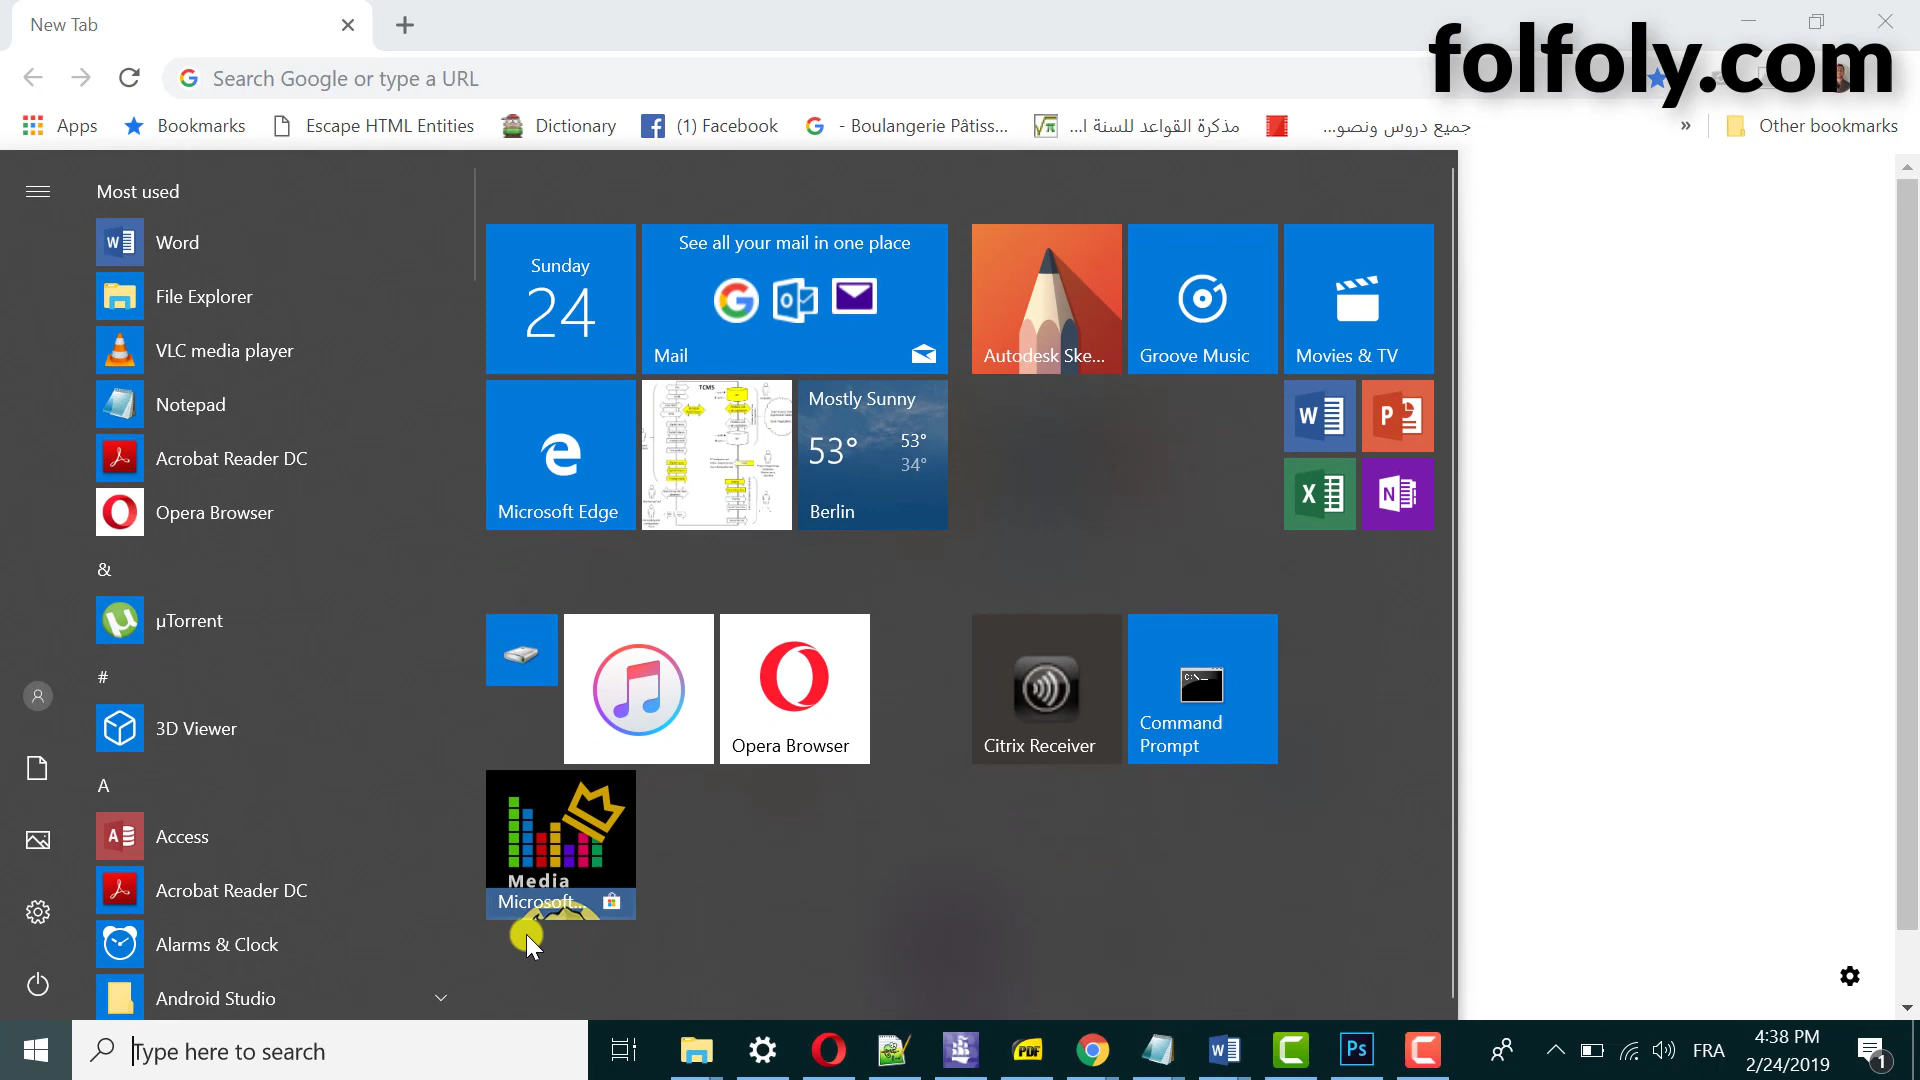 New Tab
folfoly.com
Search Google or type a URL
Apps
Bookmarks
Escape HTML Entities
Dictionary
(1) Facebook
- Boulangerie Pâtiss...
مذكرة القواعد للسنة ا...
جميع دروس ونصو...
»
Other bookmarks
Most used
Word
File Explorer
VLC media player
Notepad
Acrobat Reader DC
Opera Browser
&
µTorrent
#
3D Viewer
A
Access
Acrobat Reader DC
Alarms & Clock
Android Studio
Sunday
24
See all your mail in one place
Mail
Autodesk Ske...
Groove Music
Movies & TV
Microsoft Edge
TCMS
Mostly Sunny
53°
53°
34°
Berlin
Opera Browser
Citrix Receiver
Command
Prompt
Media
Microsoft...
Type here to search
PDF
Ps
FRA
4:38 PM
2/24/2019
1